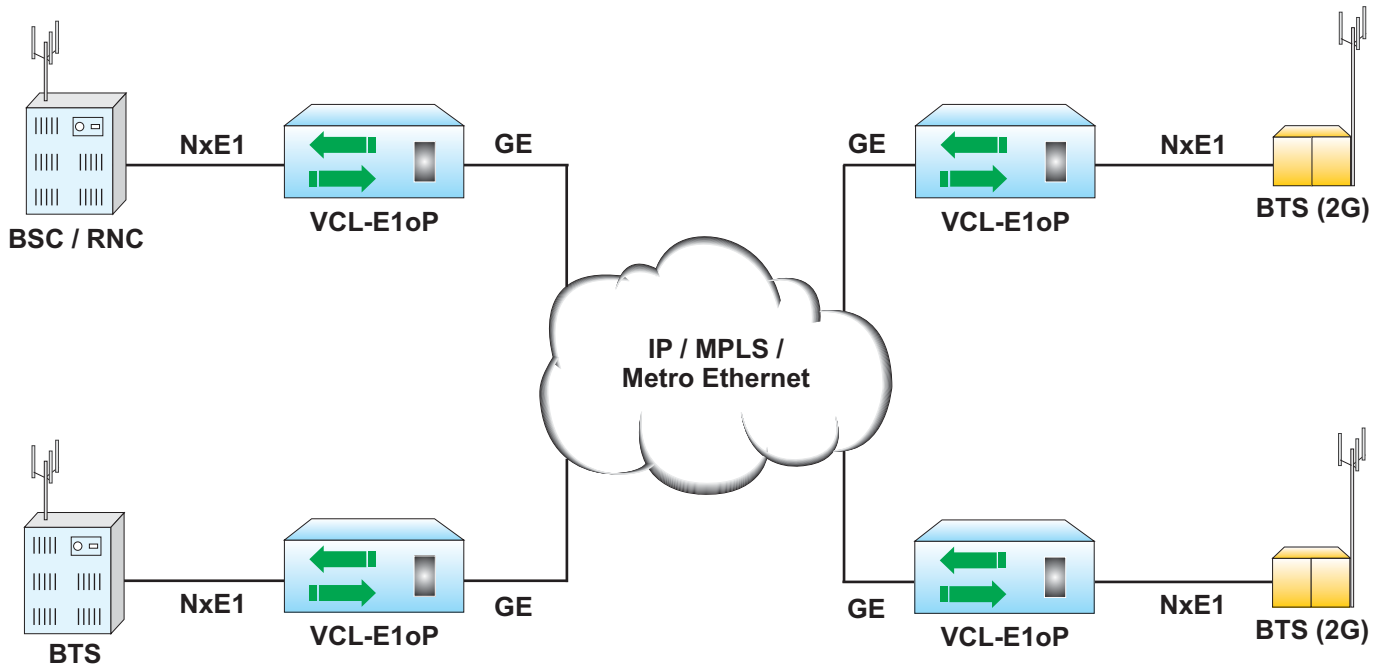 NxE1
GE
VCL-E1oP
BSC / RNC
GE
NxE1
VCL-E1oP
BTS (2G)
IP / MPLS /
Metro Ethernet
NxE1
GE
VCL-E1oP
BTS
GE
NxE1
VCL-E1oP
BTS (2G)